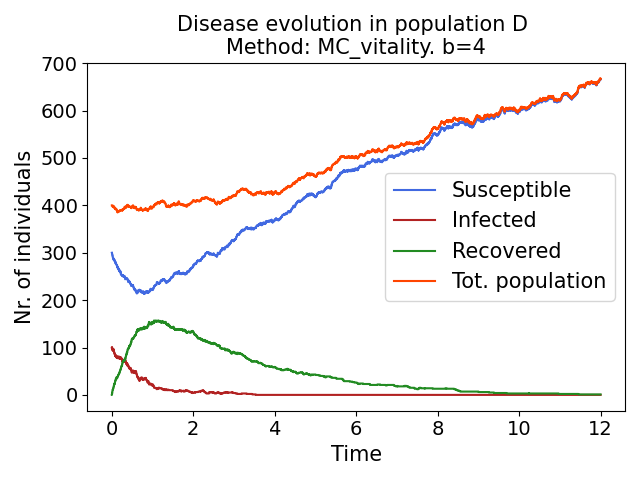 Disease evolution in population D
Method: MC_vitality. b=4
700
600
500
400
300
200
100
0
Nr. of individuals
Susceptible
Infected
Recovered
Tot. population
0 2 4 6 8 10 12
Time